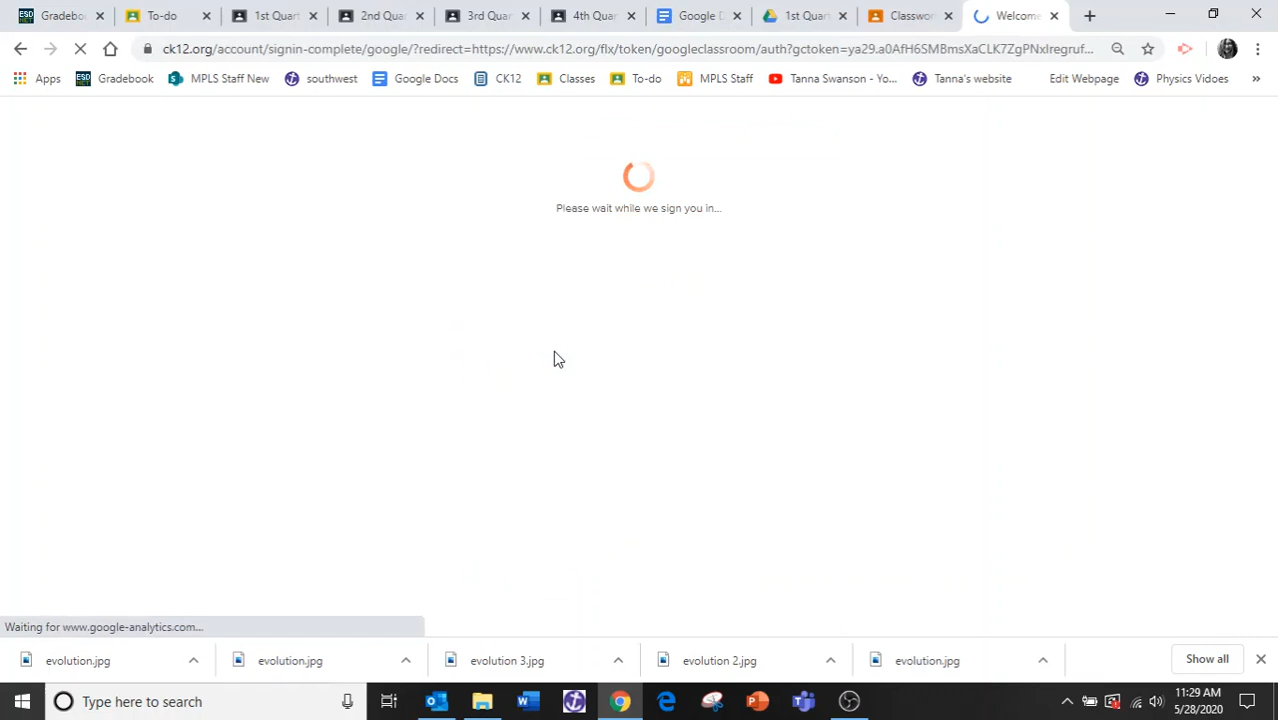 Gradebo To-do 1st Quart 2nd Qua 3rd Qua 4th Quar Google D 1st Quart Classwor Welcome
ck12.org/account/signin-complete/google/?redirect=https://www.ck12.org/flx/token/googleclassroom/auth?gctoken=ya29.a0AfH6SMBmsXaCLK7ZgPNxIregruf...
Apps Gradebook MPLS Staff New southwest Google Docs CK12 Classes To-do MPLS Staff Tanna Swanson - Yo... Tanna's website Edit Webpage Physics Vidoes »
Please wait while we sign you in...
Waiting for www.google-analytics.com...
evolution.jpg evolution.jpg evolution 3.jpg evolution 2.jpg evolution.jpg Show all
Type here to search
11:29 AM
5/28/2020